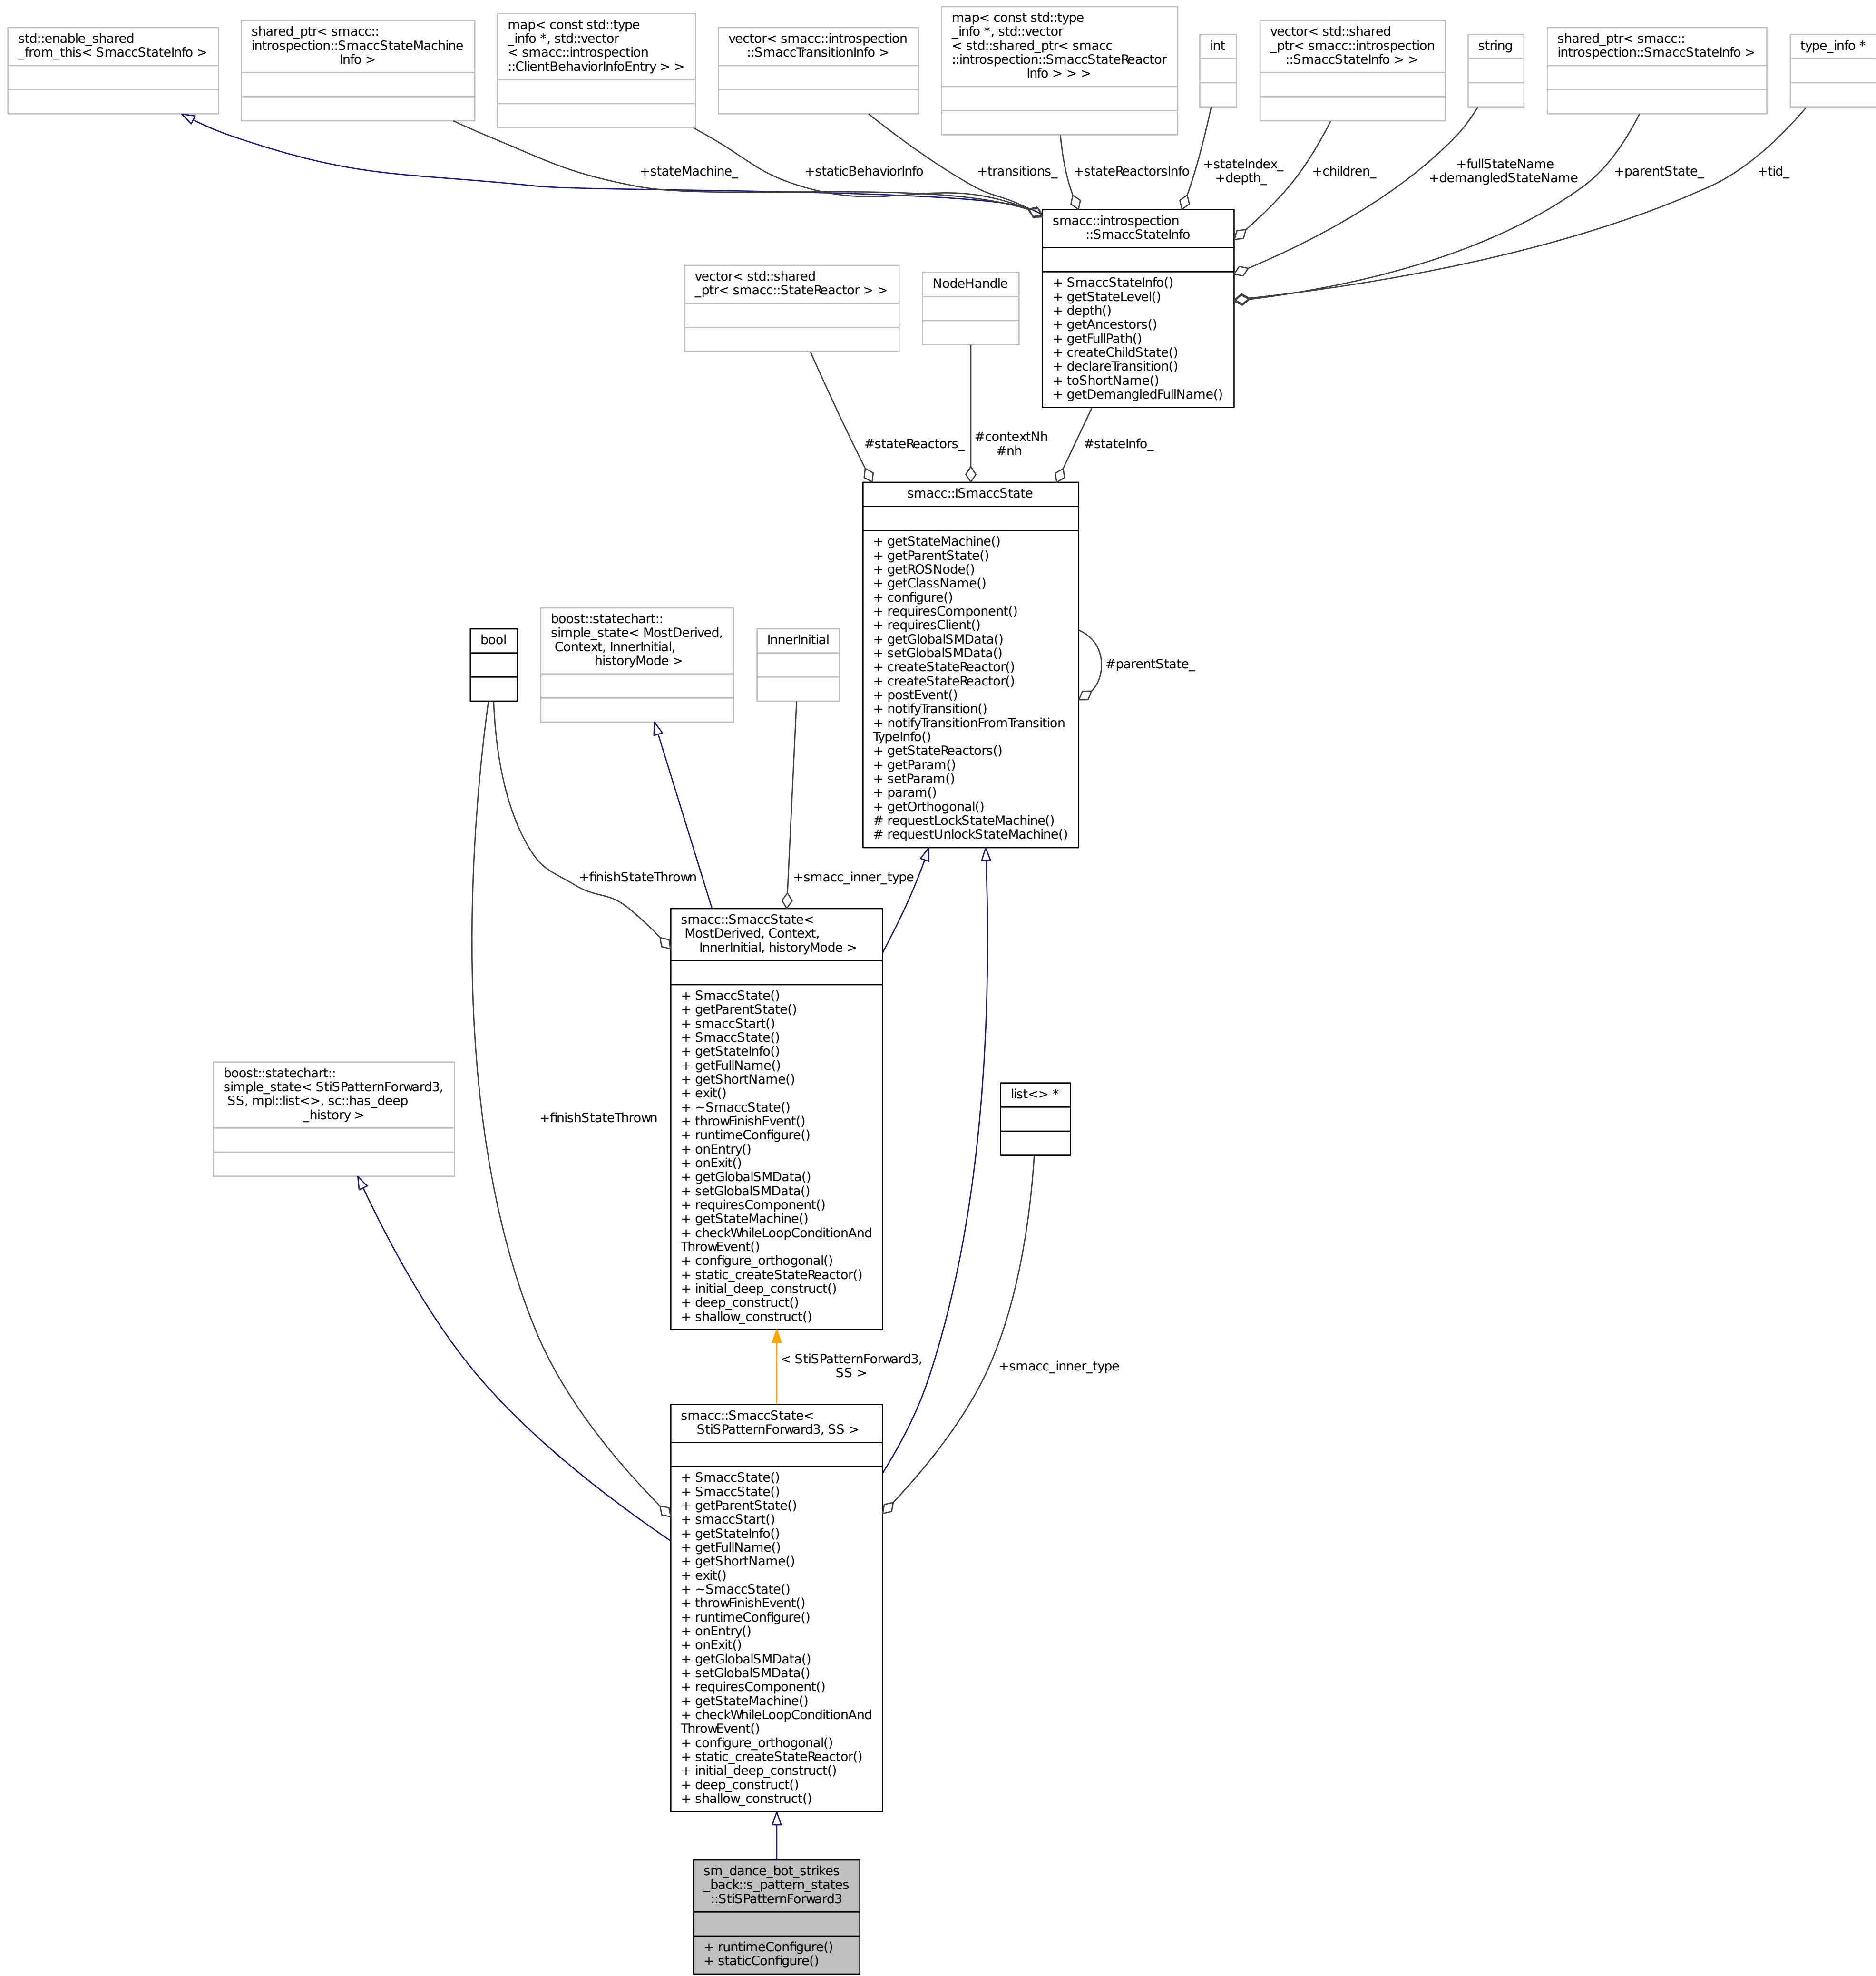 std::enable_shared
_from_this< SmaccStateInfo >
shared_ptr< smacc::
introspection::SmaccStateMachine
Info >
map< const std::type
_info *, std::vector
< smacc::introspection
::ClientBehaviorInfoEntry > >
vector< smacc::introspection
::SmaccTransitionInfo >
map< const std::type
_info *, std::vector
< std::shared_ptr< smacc
::introspection::SmaccStateReactor
Info > > >
int
vector< std::shared
_ptr< smacc::introspection
::SmaccStateInfo > >
string
shared_ptr< smacc::
introspection::SmaccStateInfo >
type_info *
+stateMachine_
+staticBehaviorInfo
+transitions_
+stateReactorsInfo
+stateIndex_
+depth_
+children_
+fullStateName
+demangledStateName
+parentState_
+tid_
smacc::introspection
::SmaccStateInfo
+ SmaccStateInfo()
+ getStateLevel()
+ depth()
+ getAncestors()
+ getFullPath()
+ createChildState()
+ declareTransition()
+ toShortName()
+ getDemangledFullName()
vector< std::shared
_ptr< smacc::StateReactor > >
NodeHandle
#stateReactors_
#contextNh
#nh
#stateInfo_
smacc::ISmaccState
+ getStateMachine()
+ getParentState()
+ getROSNode()
+ getClassName()
+ configure()
+ requiresComponent()
+ requiresClient()
+ getGlobalSMData()
+ setGlobalSMData()
+ createStateReactor()
+ createStateReactor()
+ postEvent()
+ notifyTransition()
+ notifyTransitionFromTransition
TypeInfo()
+ getStateReactors()
+ getParam()
+ setParam()
+ param()
+ getOrthogonal()
# requestLockStateMachine()
# requestUnlockStateMachine()
#parentState_
bool
boost::statechart::
simple_state< MostDerived,
Context, InnerInitial,
historyMode >
InnerInitial
+finishStateThrown
+smacc_inner_type
smacc::SmaccState<
MostDerived, Context,
InnerInitial, historyMode >
+ SmaccState()
+ getParentState()
+ smaccStart()
+ SmaccState()
+ getStateInfo()
+ getFullName()
+ getShortName()
+ exit()
+ ~SmaccState()
+ throwFinishEvent()
+ runtimeConfigure()
+ onEntry()
+ onExit()
+ getGlobalSMData()
+ setGlobalSMData()
+ requiresComponent()
+ getStateMachine()
+ checkWhileLoopConditionAnd
ThrowEvent()
+ configure_orthogonal()
+ static_createStateReactor()
+ initial_deep_construct()
+ deep_construct()
+ shallow_construct()
boost::statechart::
simple_state< StiSPatternForward3,
SS, mpl::list<>, sc::has_deep
_history >
+finishStateThrown
list<> *
< StiSPatternForward3,
SS >
+smacc_inner_type
smacc::SmaccState<
StiSPatternForward3, SS >
+ SmaccState()
+ SmaccState()
+ getParentState()
+ smaccStart()
+ getStateInfo()
+ getFullName()
+ getShortName()
+ exit()
+ ~SmaccState()
+ throwFinishEvent()
+ runtimeConfigure()
+ onEntry()
+ onExit()
+ getGlobalSMData()
+ setGlobalSMData()
+ requiresComponent()
+ getStateMachine()
+ checkWhileLoopConditionAnd
ThrowEvent()
+ configure_orthogonal()
+ static_createStateReactor()
+ initial_deep_construct()
+ deep_construct()
+ shallow_construct()
sm_dance_bot_strikes
_back::s_pattern_states
::StiSPatternForward3
+ runtimeConfigure()
+ staticConfigure()